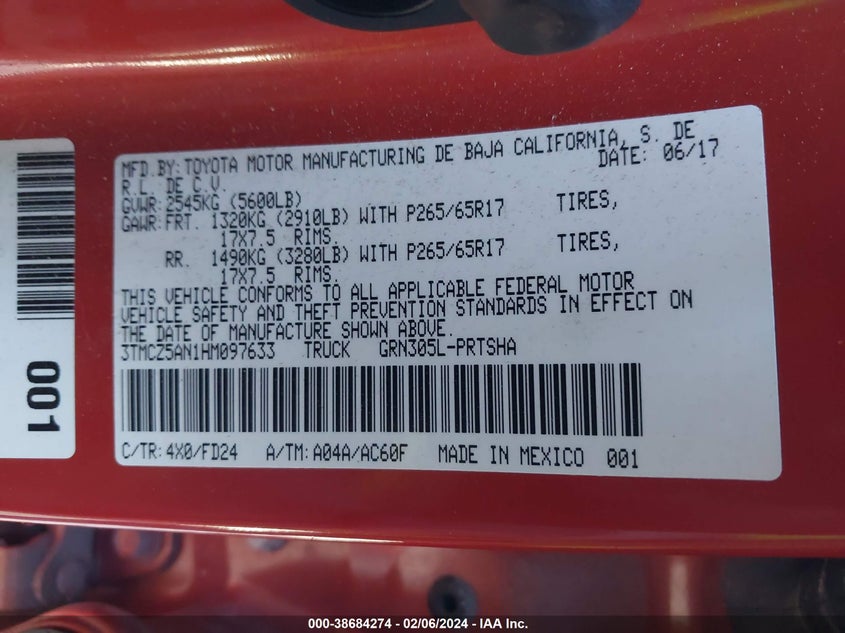 MFD.BY:TOYOTA MOTOR MANUFACTURING DE BAJA CALIFORNIA, S. DE
R.L. DE C.V. DATE: 06/17
GVWR:2545KG (5600LB)
GAWR:FRT. 1320KG (2910LB) WITH P265/65R17 TIRES,
17X7.5 RIMS.
RR. 1490KG (3280LB) WITH P265/65R17 TIRES,
17X7.5 RIMS.
THIS VEHICLE CONFORMS TO ALL APPLICABLE FEDERAL MOTOR
VEHICLE SAFETY AND THEFT PREVENTION STANDARDS IN EFFECT ON
THE DATE OF MANUFACTURE SHOWN ABOVE.
3TMCZ5AN1HM097633 TRUCK GRN305L-PRTSHA
C/TR:4X0/FD24 A/TM:A04A/AC60F MADE IN MEXICO 001
001
000-38684274 - 02/06/2024 - IAA Inc.